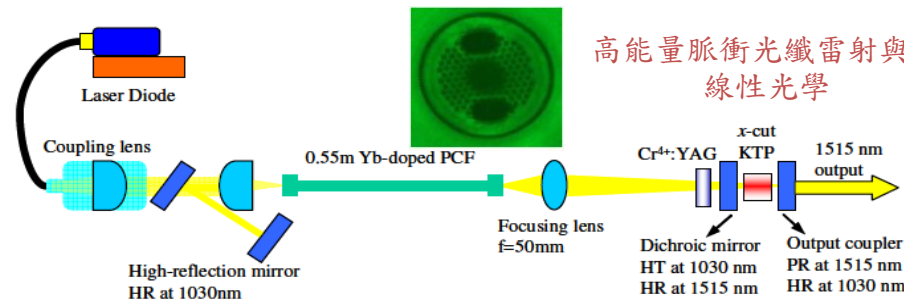 高能量脈衝光纖雷射與
線性光學
Laser Diode
Coupling lens
0.55m Yb-doped PCF
Cr⁴⁺:YAG
x-cut
KTP
1515 nm
output
Focusing lens
f=50mm
High-reflection mirror
HR at 1030nm
Dichroic mirror
HT at 1030 nm
HR at 1515 nm
Output coupler
PR at 1515 nm
HR at 1030 nm